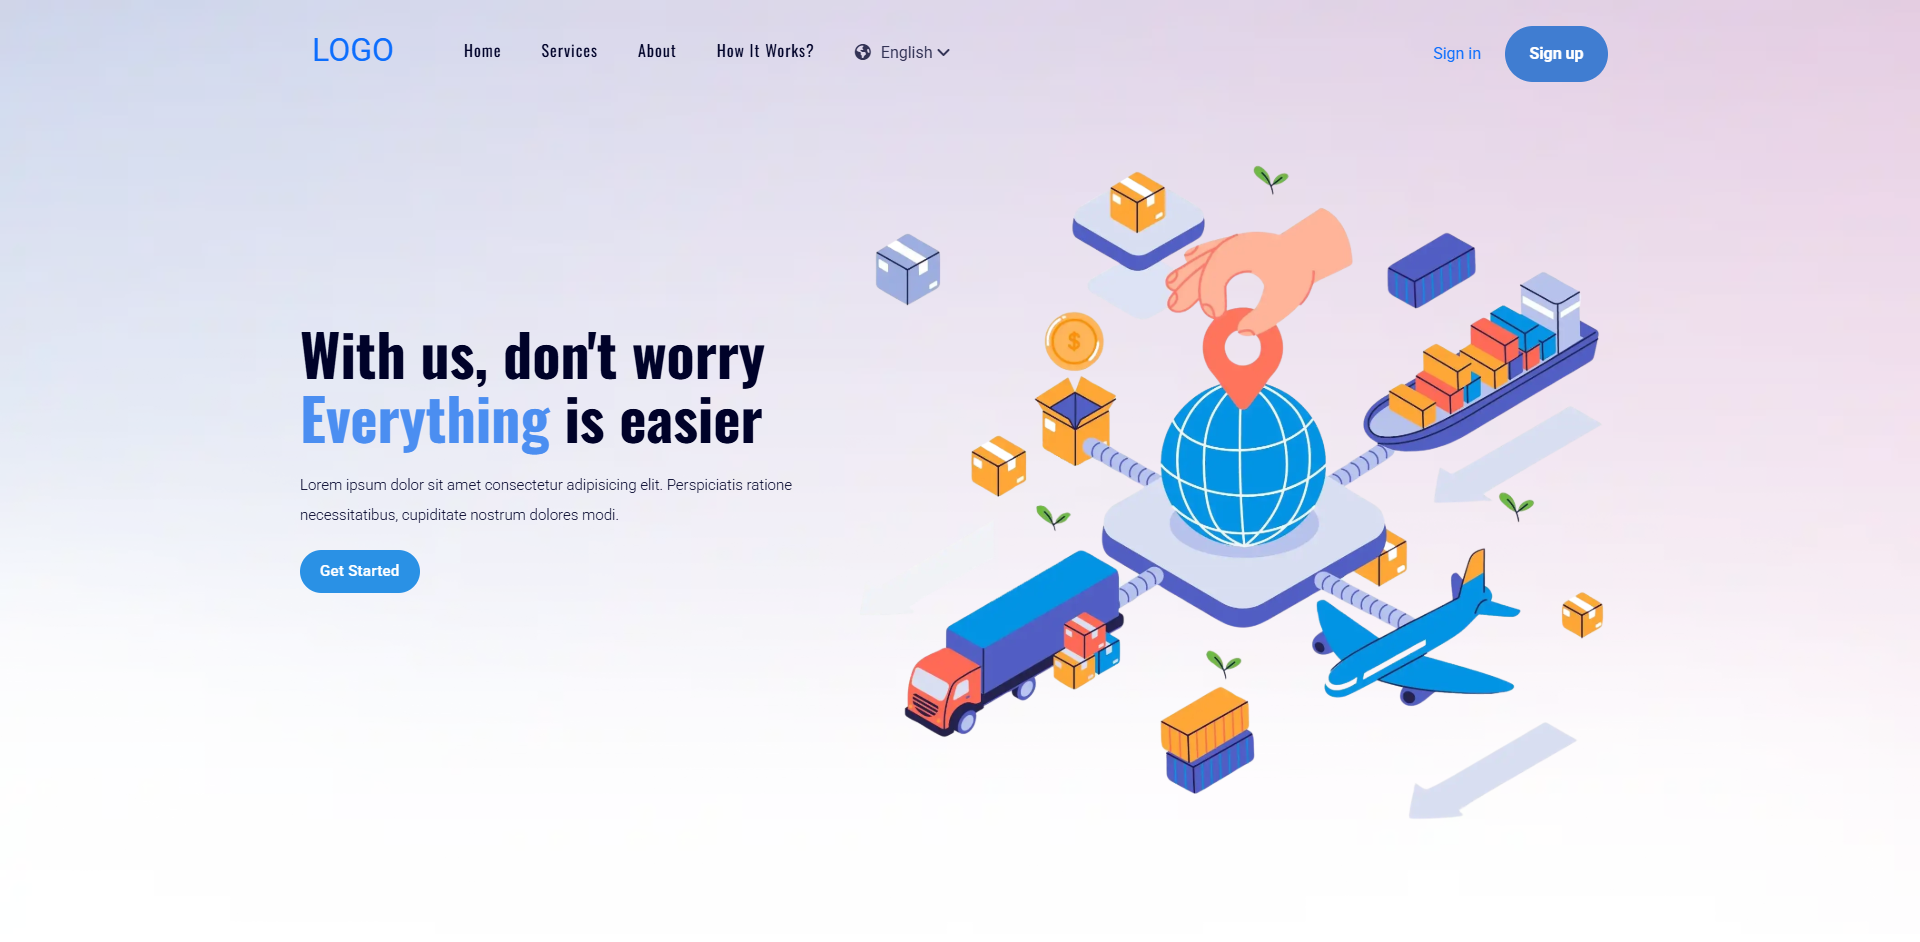 LOGO
Home
Services
About
How It Works?
English
Sign in
Sign up
With us, don't worry
Everything is easier
Lorem ipsum dolor sit amet consectetur adipisicing elit. Perspiciatis ratione
necessitatibus, cupiditate nostrum dolores modi.
Get Started
$